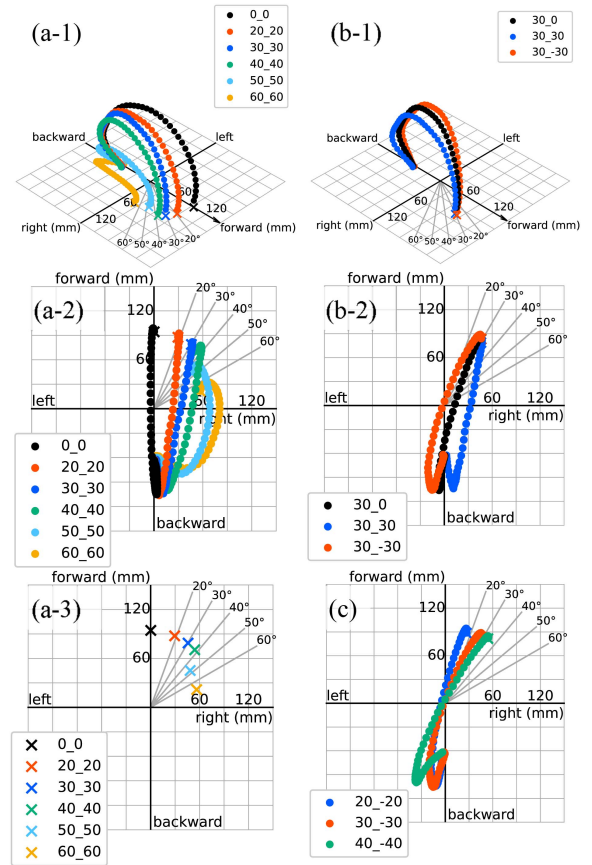 (a-1)
0_0
20_20
30_30
40_40
50_50
60_60
backward
left
60
60
120
120
right (mm)
forward (mm)
60° 50° 40° 30° 20°
(b-1)
30_0
30_30
30_-30
backward
left
60
60
120
120
right (mm)
forward (mm)
60° 50° 40° 30° 20°
forward (mm)
(a-2)
120
60
20°
30°
40°
50°
60°
left
60
120
right (mm)
backward
0_0
20_20
30_30
40_40
50_50
60_60
forward (mm)
(b-2)
120
60
20°
30°
40°
50°
60°
left
60
120
right (mm)
backward
30_0
30_30
30_-30
forward (mm)
(a-3)
120
60
20°
30°
40°
50°
60°
left
60
120
right (mm)
backward
0_0
20_20
30_30
40_40
50_50
60_60
forward (mm)
(c)
120
60
20°
30°
40°
50°
60°
left
60
120
right (mm)
backward
20_-20
30_-30
40_-40